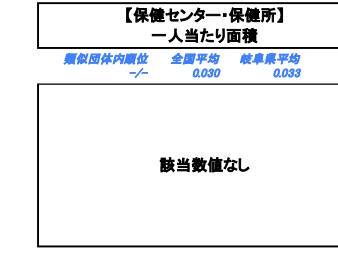 【保健センター・保健所】
一人当たり面積
類似団体内順位 全国平均 岐阜県平均
-/- 0.030 0.033
該当数値なし